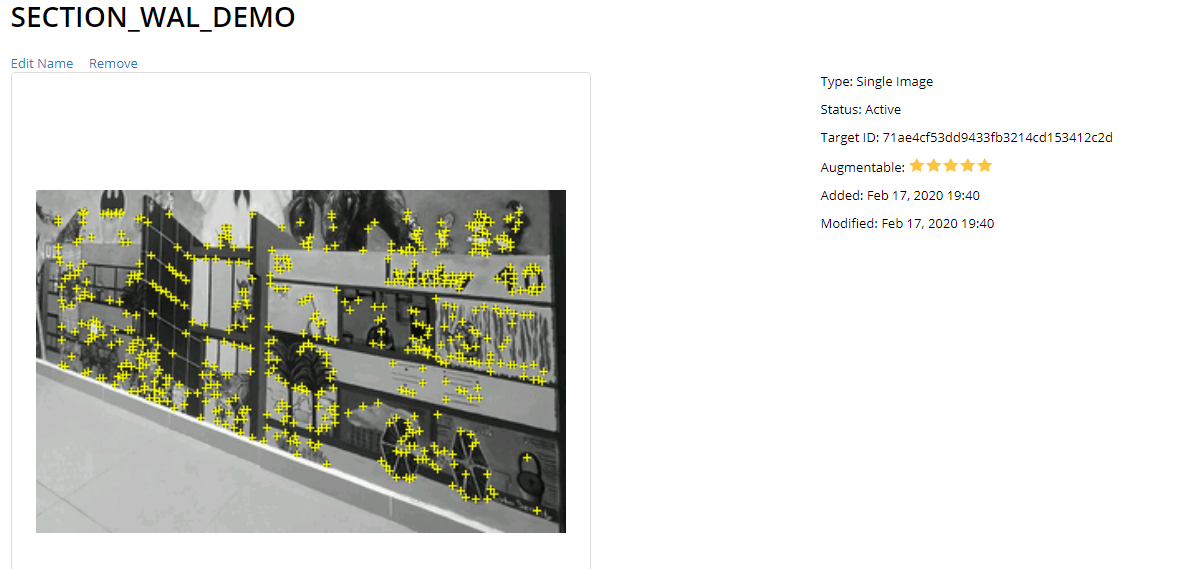 SECTION_WAL_DEMO
Edit Name Remove
Type: Single Image
Status: Active
Target ID: 71ae4cf53dd9433fb3214cd153412c2d
Augmentable:
Added: Feb 17, 2020 19:40
Modified: Feb 17, 2020 19:40